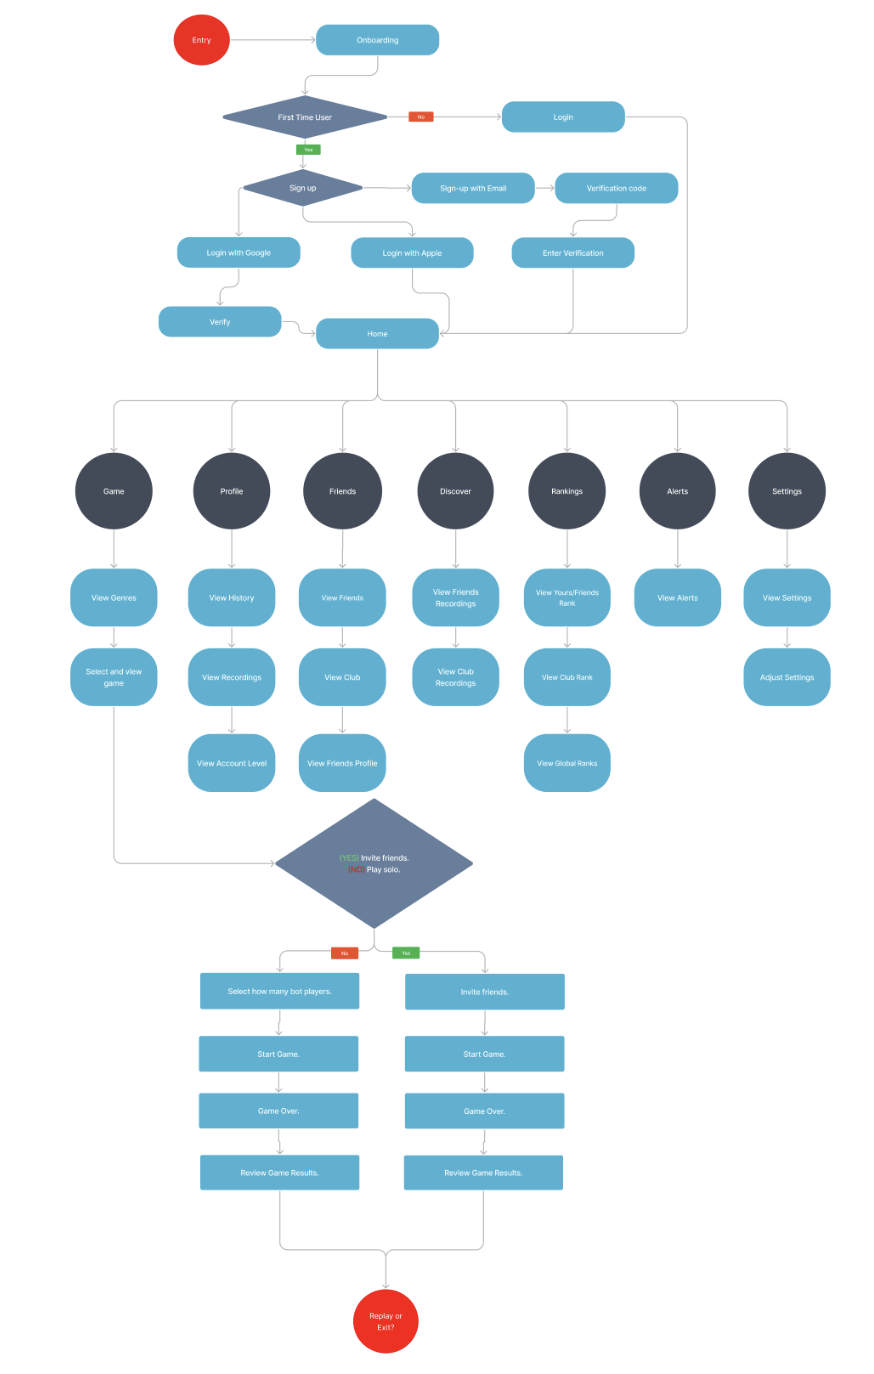 Entry
Onboarding
First Time User
No
Login
Yes
Sign up
Sign-up with Email
Verification code
Login with Google
Login with Apple
Enter Verification
Verify
Home
Game
Profile
Friends
Discover
Rankings
Alerts
Settings
View Genres
View History
View Friends
View Friends
Recordings
View Yours/Friends
Rank
View Alerts
View Settings
Select and view
game
View Recordings
View Club
View Club
Recordings
View Club Rank
Adjust Settings
View Account Level
View Friends Profile
View Global Ranks
(YES) Invite friends.
(NO) Play solo.
No
Yes
Select how many bot players.
Invite friends.
Start Game.
Start Game.
Game Over.
Game Over.
Review Game Results.
Review Game Results.
Replay or
Exit?